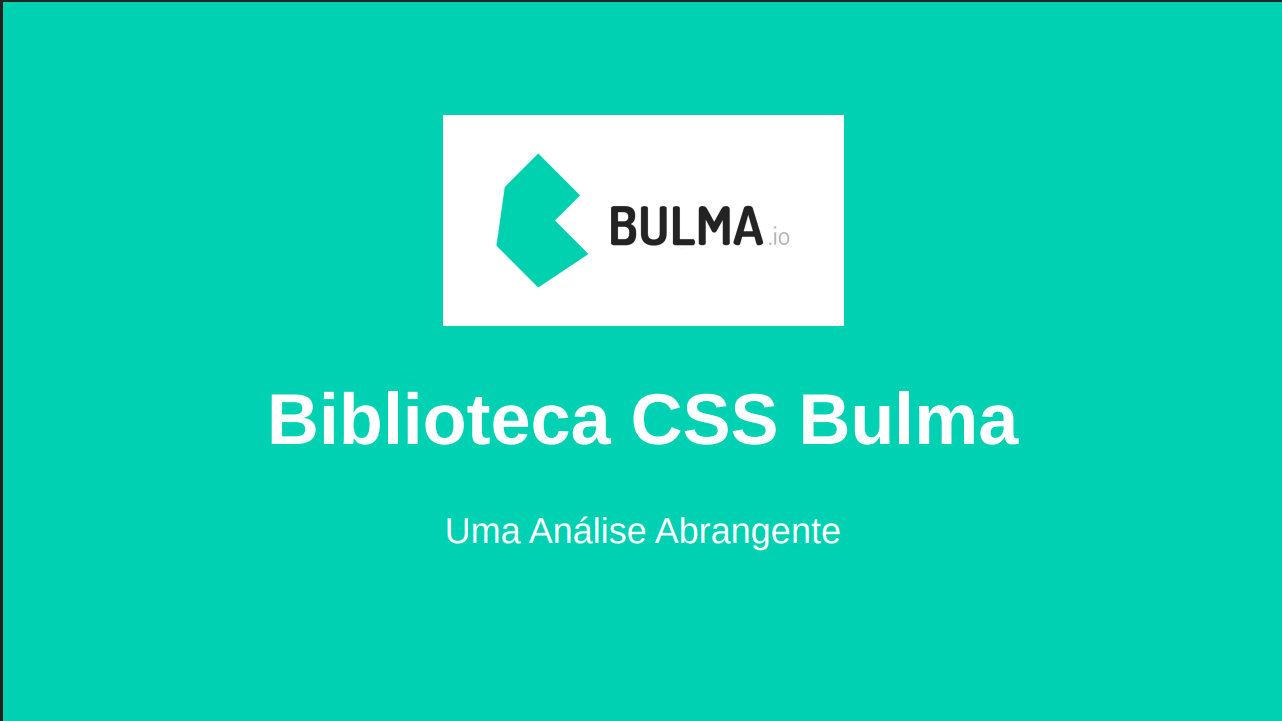 BULMA.io
Biblioteca CSS Bulma
Uma Análise Abrangente